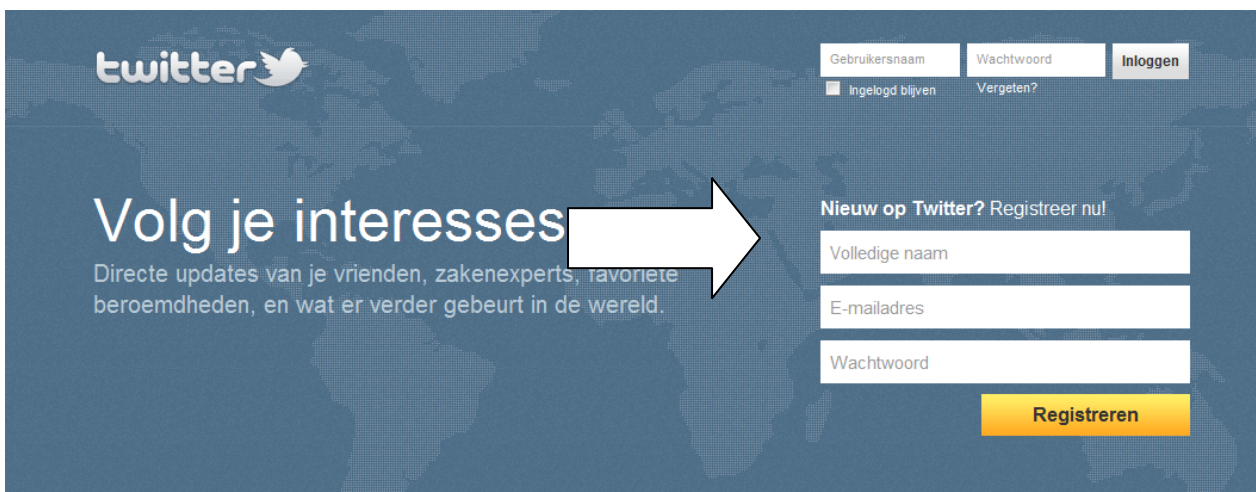 twitter
Gebruikersnaam
Wachtwoord
Inloggen
Ingelogd blijven
Vergeten?
Volg je interesses
Directe updates van je vrienden, zakenexperts, favoriete
beroemdheden, en wat er verder gebeurt in de wereld.
Nieuw op Twitter? Registreer nu!
Volledige naam
E-mailadres
Wachtwoord
Registreren